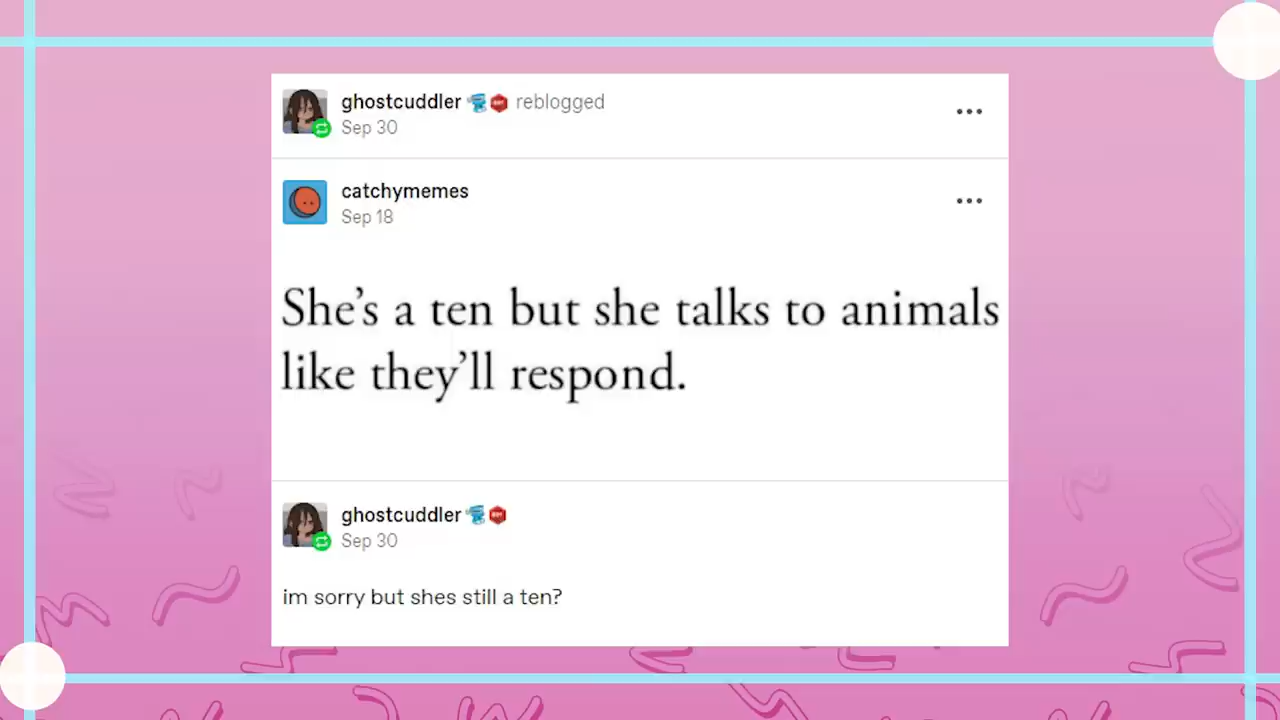 ghostcuddler reblogged
Sep 30
catchymemes
Sep 18
She's a ten but she talks to animals
like they'll respond.
ghostcuddler
Sep 30
im sorry but shes still a ten?